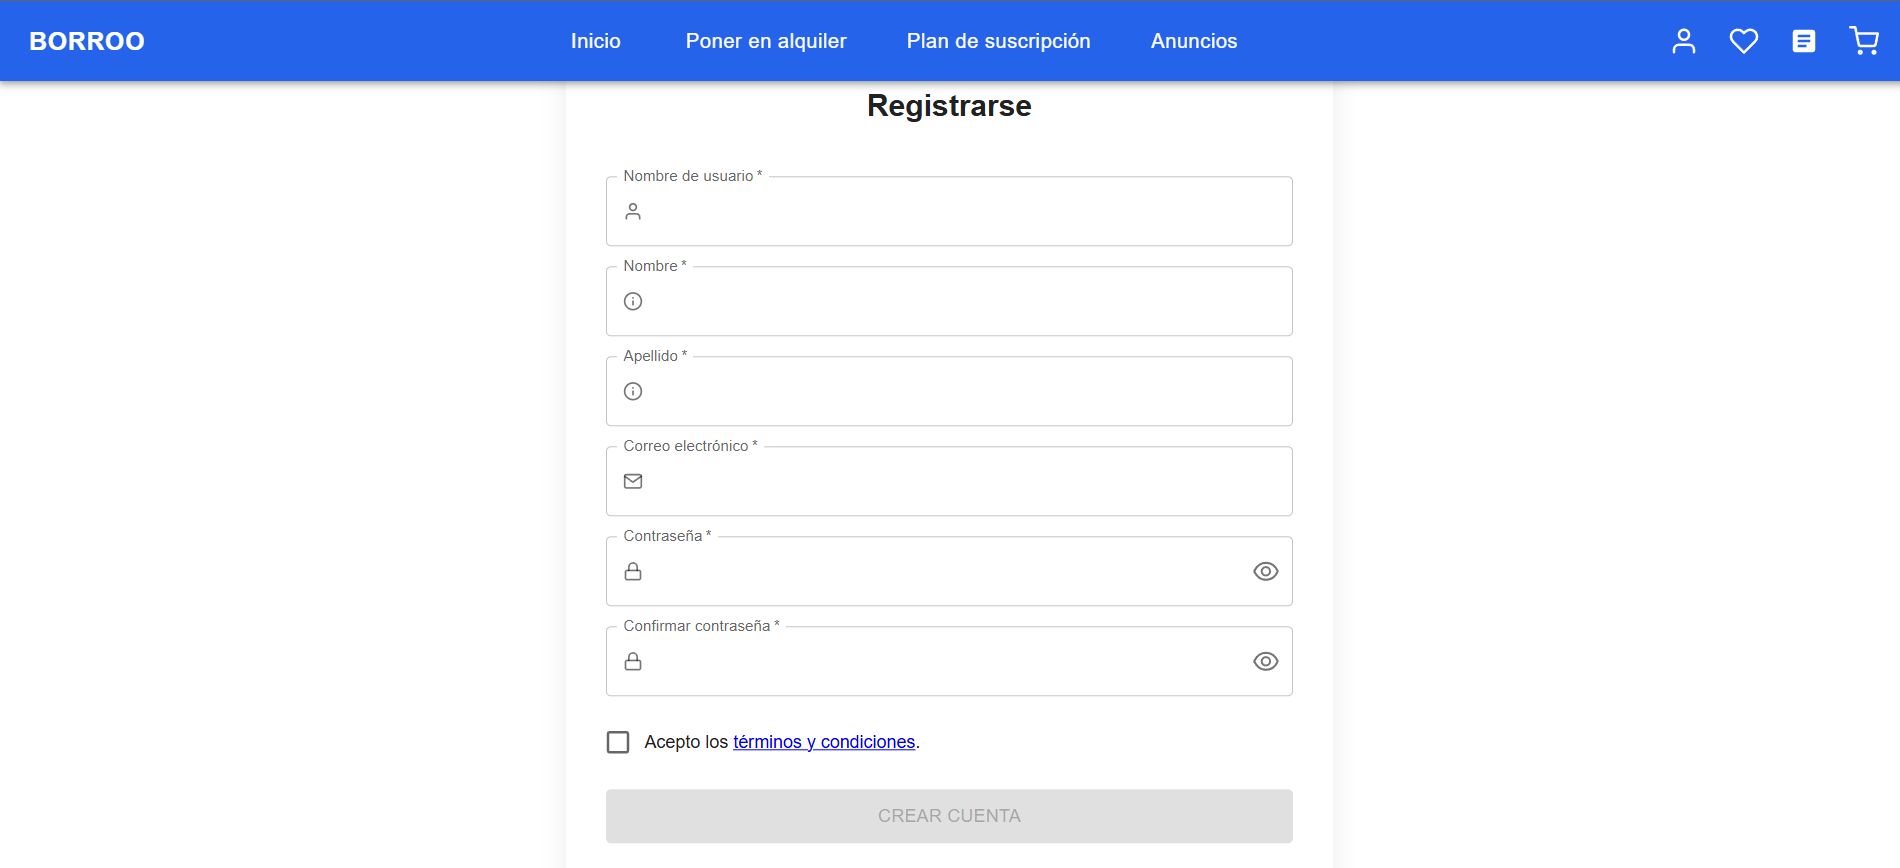 BORROO
Inicio
Poner en alquiler
Plan de suscripción
Anuncios
Registrarse
Nombre de usuario *
Nombre *
Apellido *
Correo electrónico *
Contraseña *
Confirmar contraseña *
Acepto los términos y condiciones.
CREAR CUENTA